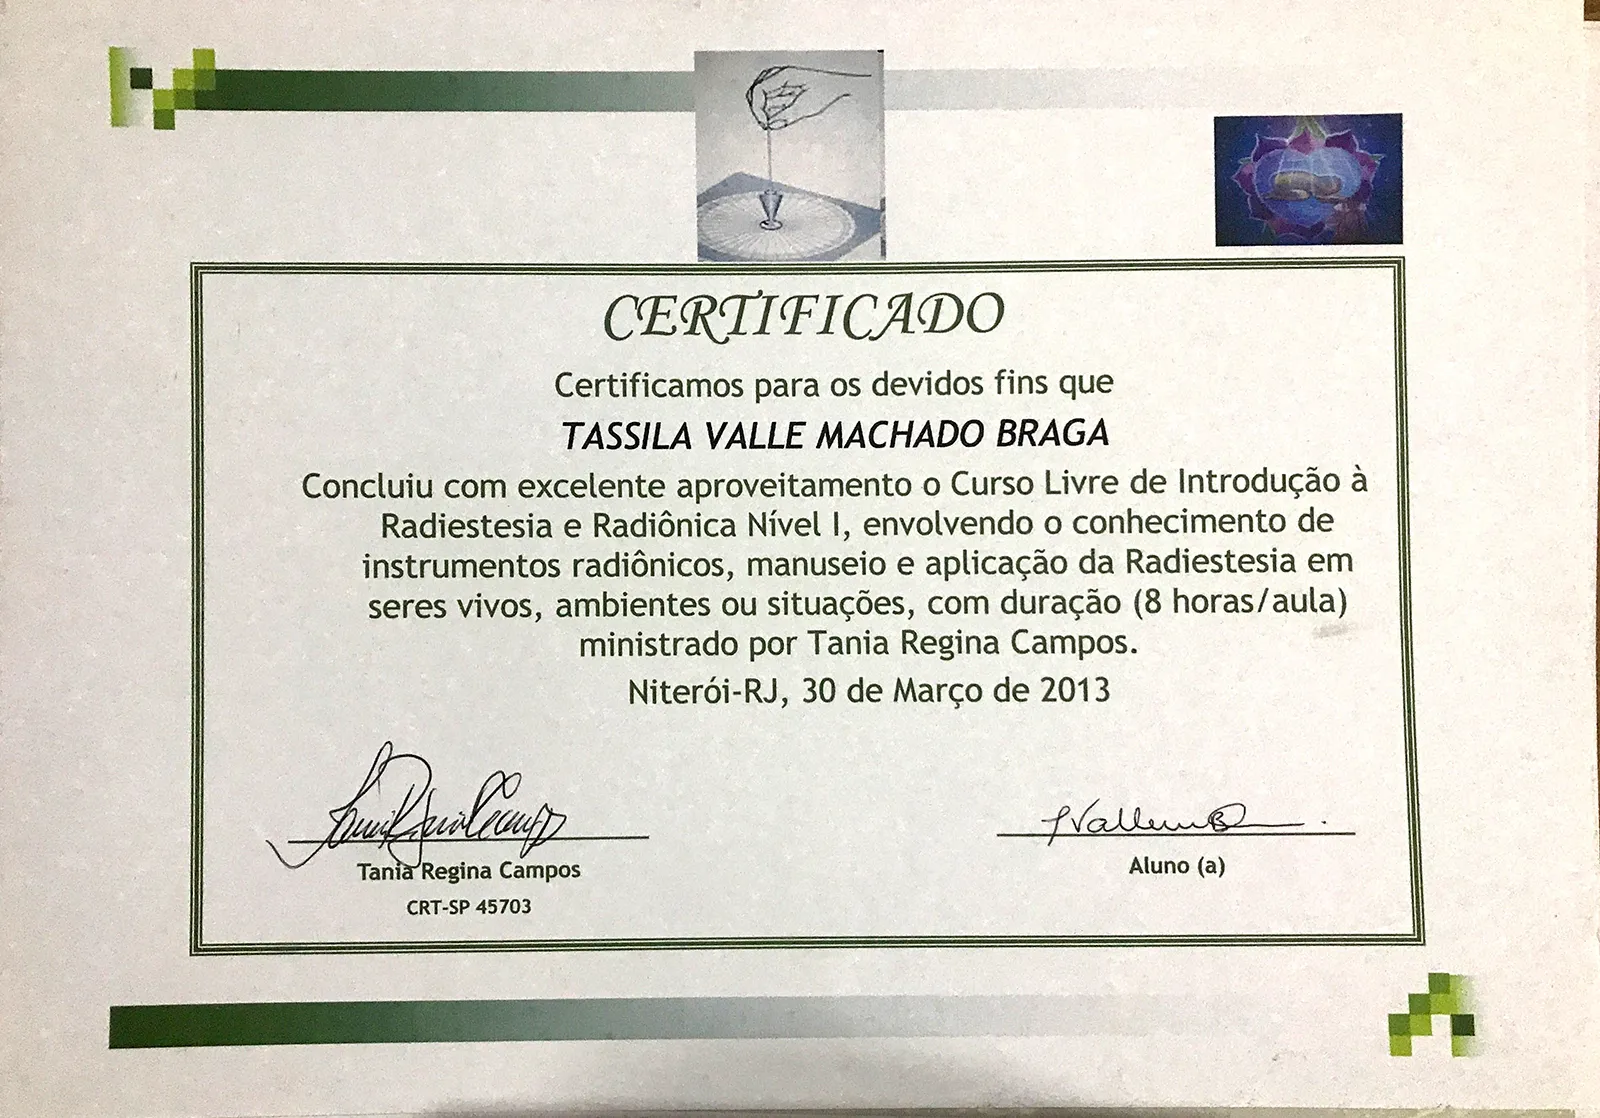 CERTIFICADO
Certificamos para os devidos fins que
TASSILA VALLE MACHADO BRAGA
Concluiu com excelente aproveitamento o Curso Livre de Introdução à
Radiestesia e Radiônica Nível I, envolvendo o conhecimento de
instrumentos radiônicos, manuseio e aplicação da Radiestesia em
seres vivos, ambientes ou situações, com duração (8 horas/aula)
ministrado por Tania Regina Campos.
Niterói-RJ, 30 de Março de 2013
Tania Regina Campos
CRT-SP 45703
Aluno (a)